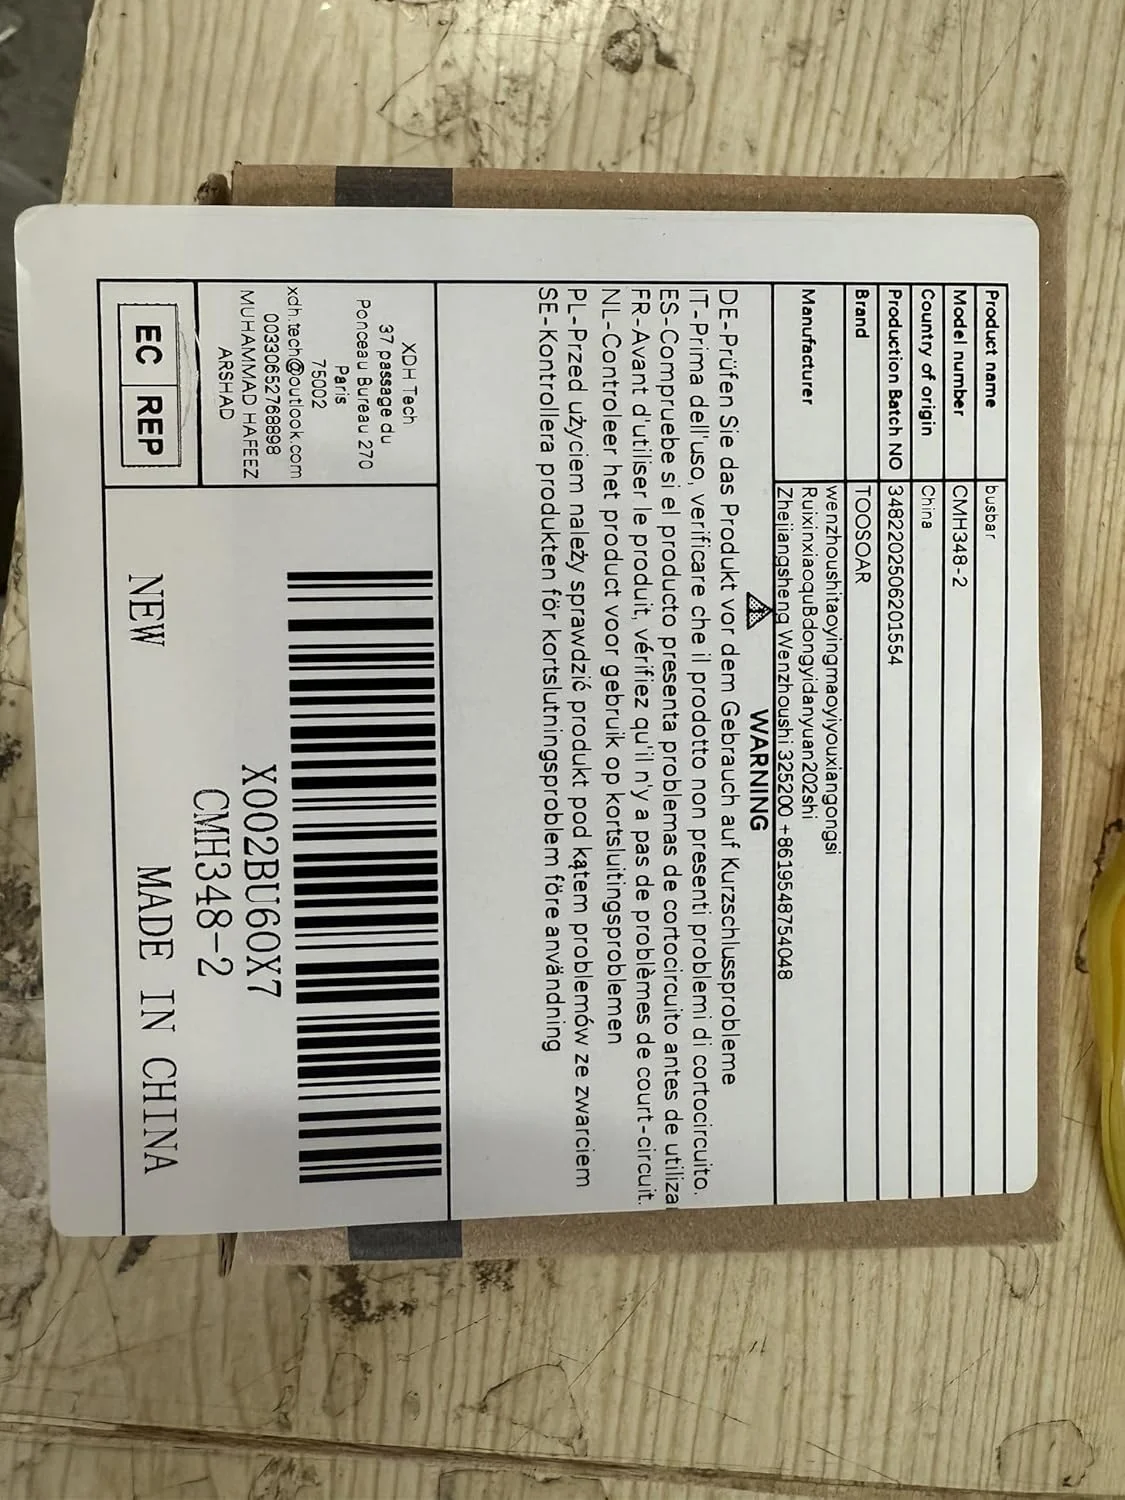 Product name busbar
Model number CMH348-2
Country of origin China
Production Batch NO 34822025062​01554
Brand TOOSOAR
Manufacturer
wenzhoushitaoyingmaoyiyouxiangongsi
RuixinxiaoquBdongyidanyuan202shi
Zhejiangsheng Wenzhoushi 325200 +8619548754048
WARNING
DE-Prüfen Sie das Produkt vor dem Gebrauch auf Kurzschlussprobleme
IT-Prima dell'uso, verificare che il prodotto non presenti problemi di cortocircuito.
ES-Compruebe si el producto presenta problemas de cortocircuito antes de utiliza
FR-Avant d'utiliser le produit, vérifiez qu'il n'y a pas de problèmes de court-circuit.
NL-Controleer het product voor gebruik op kortsluitingsproblemen
PL-Przed użyciem należy sprawdzić produkt pod kątem problemów ze zwarciem
SE-Kontrollera produkten för kortslutningsproblem före användning
XDH Tech
37 passage du
Ponceau Bureau 270
Paris
75002
xdh.tech@outlook.com
0033065276​8898
MUHAMMAD HAFEEZ
ARSHAD
EC REP
X002BU60X7
CMH348-2
NEW MADE IN CHINA